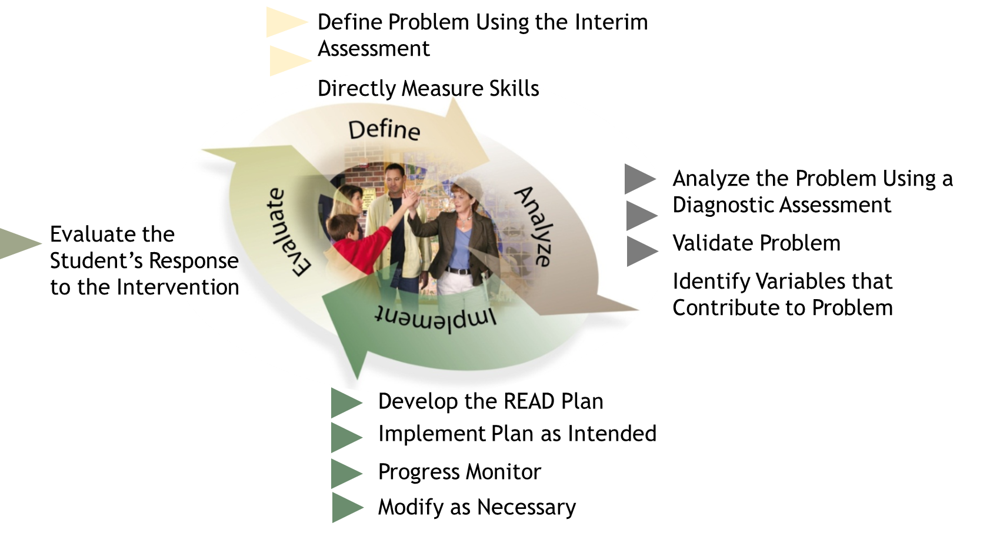 Define Problem Using the Interim
Assessment
Directly Measure Skills
Define
Analyze
Implement
Evaluate
Analyze the Problem Using a
Diagnostic Assessment
Validate Problem
Identify Variables that
Contribute to Problem
Develop the READ Plan
Implement Plan as Intended
Progress Monitor
Modify as Necessary
Evaluate the
Student’s Response
to the Intervention